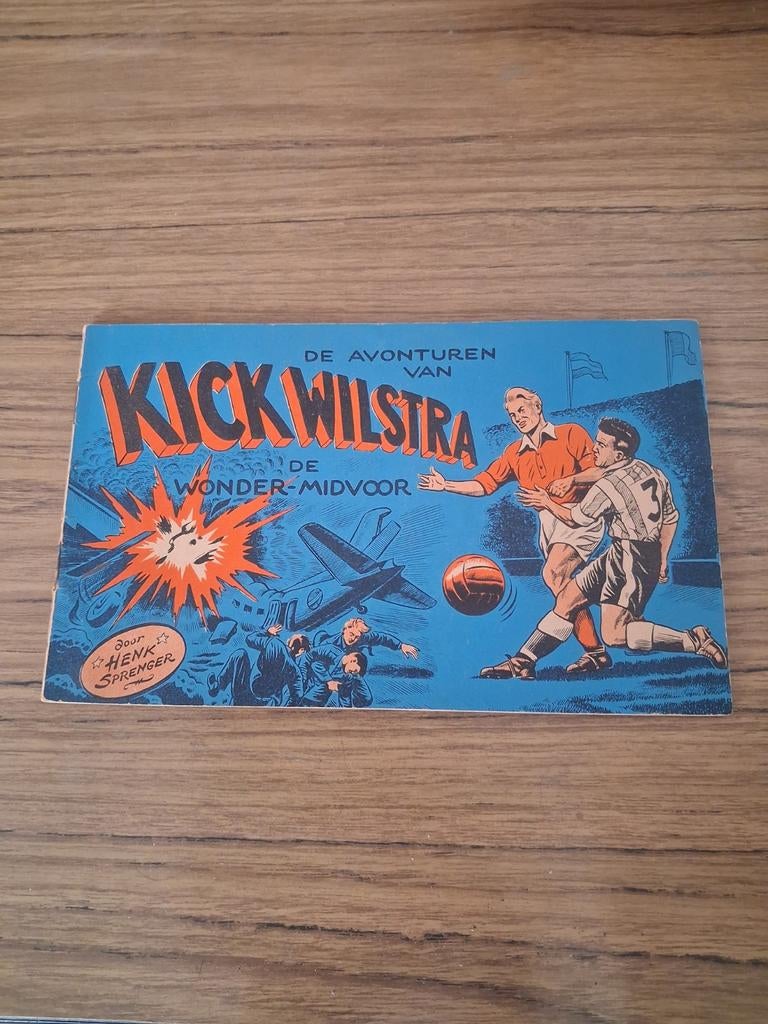 DE AVONTUREN
VAN
KICK WILSTRA
DE
WONDER-MIDVOOR
3
door
HENK
SPRENGER